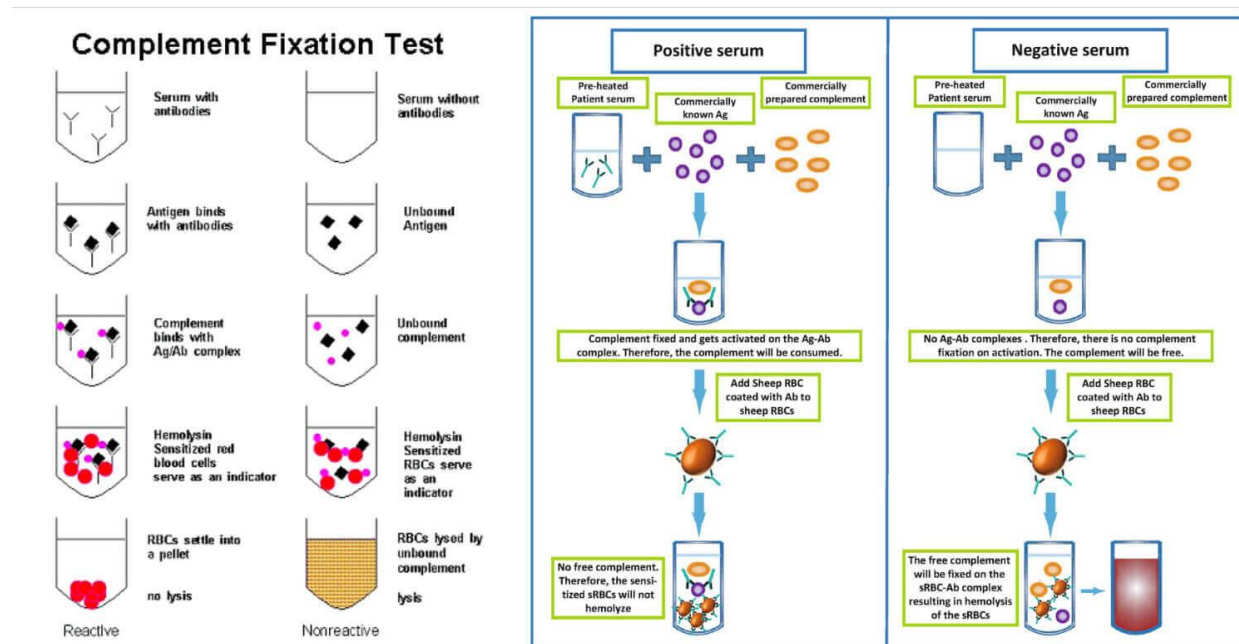 Complement Fixation Test
Serum with
antibodies
Serum without
antibodies
Antigen binds
with antibodies
Unbound
Antigen
Complement
binds with
Ag/Ab complex
Unbound
complement
Hemolysin
Sensitized red
blood cells
serve as an indicator
Hemolysin
Sensitized
RBCs serve
as an
indicator
RBCs settle into
a pellet
no lysis
RBCs lysed by
unbound
complement
lysis
Reactive
Nonreactive
Positive serum
Pre-heated
Patient serum
Commercially
known Ag
Commercially
prepared complement
Complement fixed and gets activated on the Ag-Ab
complex. Therefore, the complement will be consumed.
Add Sheep RBC
coated with Ab to
sheep RBCs
No free complement.
Therefore, the sensi-
tized sRBCs will not
hemolyze
Negative serum
Pre-heated
Patient serum
Commercially
known Ag
Commercially
prepared complement
No Ag-Ab complexes . Therefore, there is no complement
fixation on activation. The complement will be free.
Add Sheep RBC
coated with Ab to
sheep RBCs
The free complement
will be fixed on the
sRBC-Ab complex
resulting in hemolysis
of the sRBCs